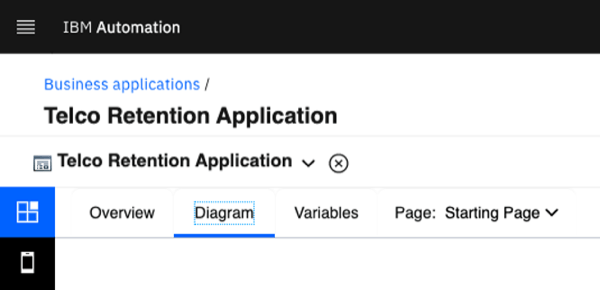 IBM Automation
Business applications /
Telco Retention Application
Telco Retention Application
Overview Diagram Variables Page: Starting Page